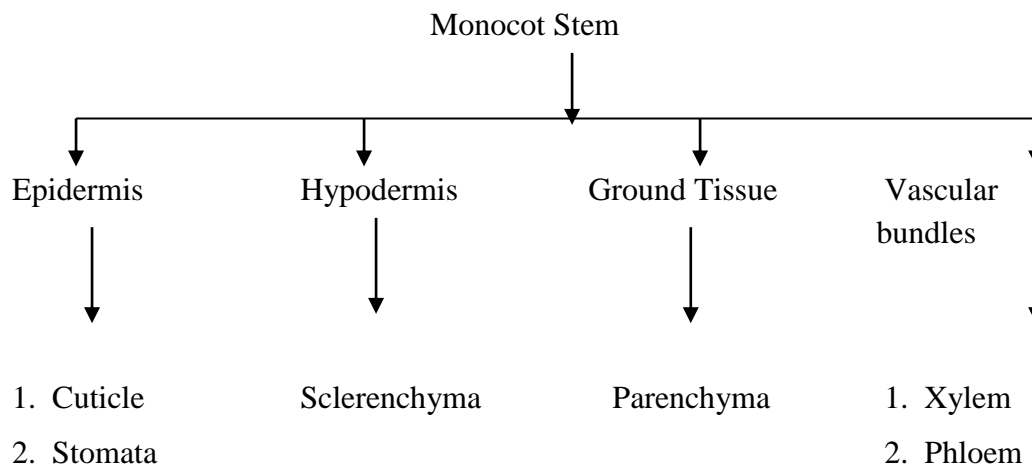 Monocot Stem
Epidermis Hypodermis Ground Tissue Vascular
bundles
1. Cuticle Sclerenchyma Parenchyma 1. Xylem
2. Stomata 2. Phloem